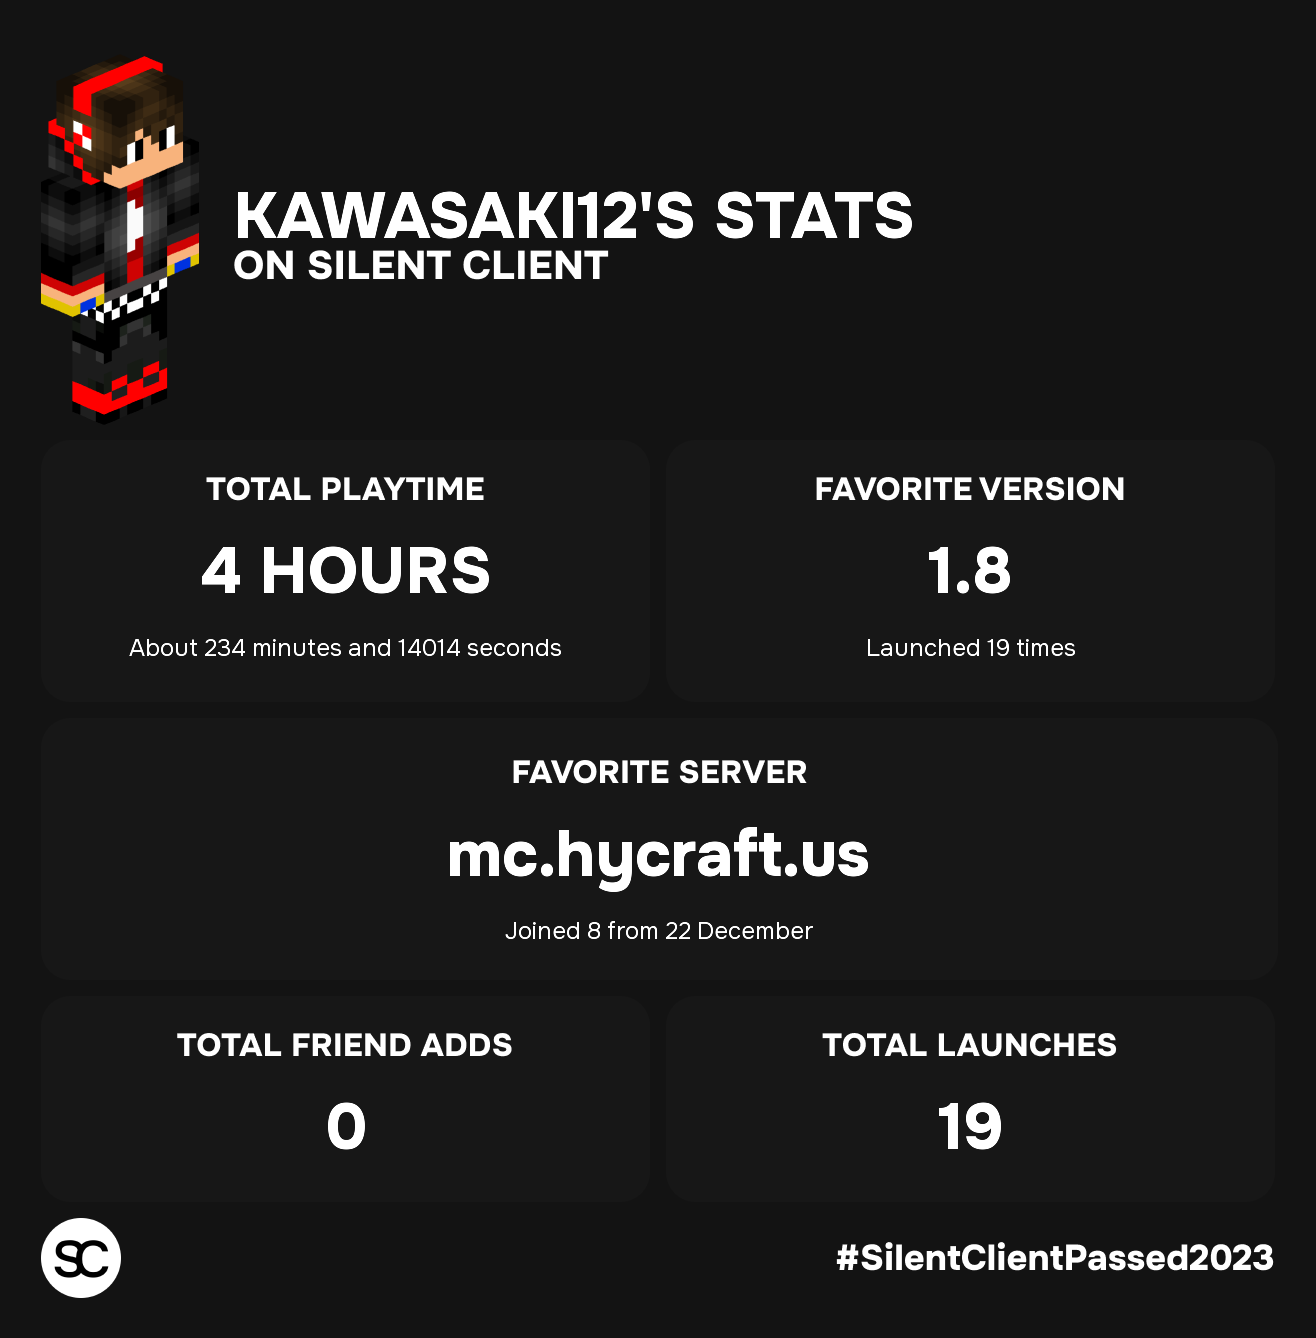 KAWASAKI12'S STATS
ON SILENT CLIENT
TOTAL PLAYTIME
4 HOURS
About 234 minutes and 14014 seconds
FAVORITE VERSION
1.8
Launched 19 times
FAVORITE SERVER
mc.hycraft.us
Joined 8 from 22 December
TOTAL FRIEND ADDS
0
TOTAL LAUNCHES
19
SC
#SilentClientPassed2023